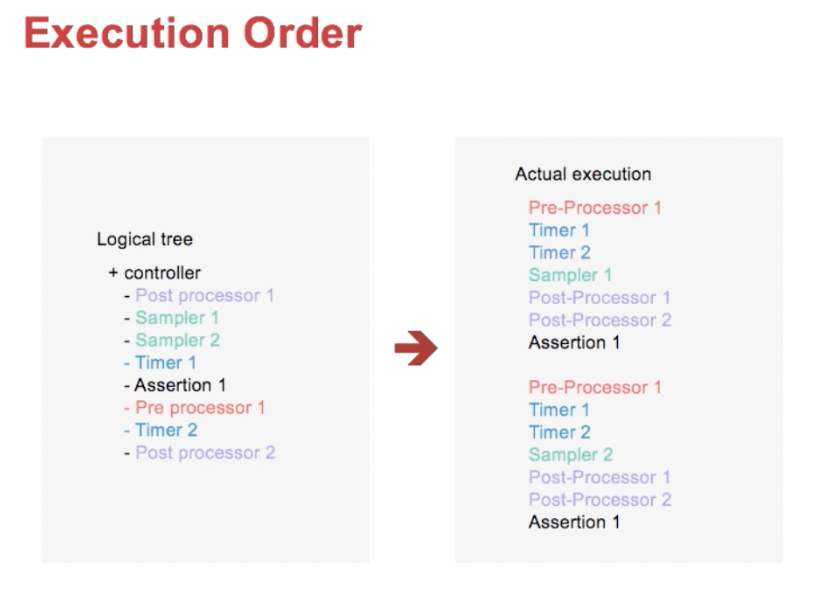 Execution Order
Logical tree
+ controller
- Post processor 1
- Sampler 1
- Sampler 2
- Timer 1
- Assertion 1
- Pre processor 1
- Timer 2
- Post processor 2
Actual execution
Pre-Processor 1
Timer 1
Timer 2
Sampler 1
Post-Processor 1
Post-Processor 2
Assertion 1
Pre-Processor 1
Timer 1
Timer 2
Sampler 2
Post-Processor 1
Post-Processor 2
Assertion 1